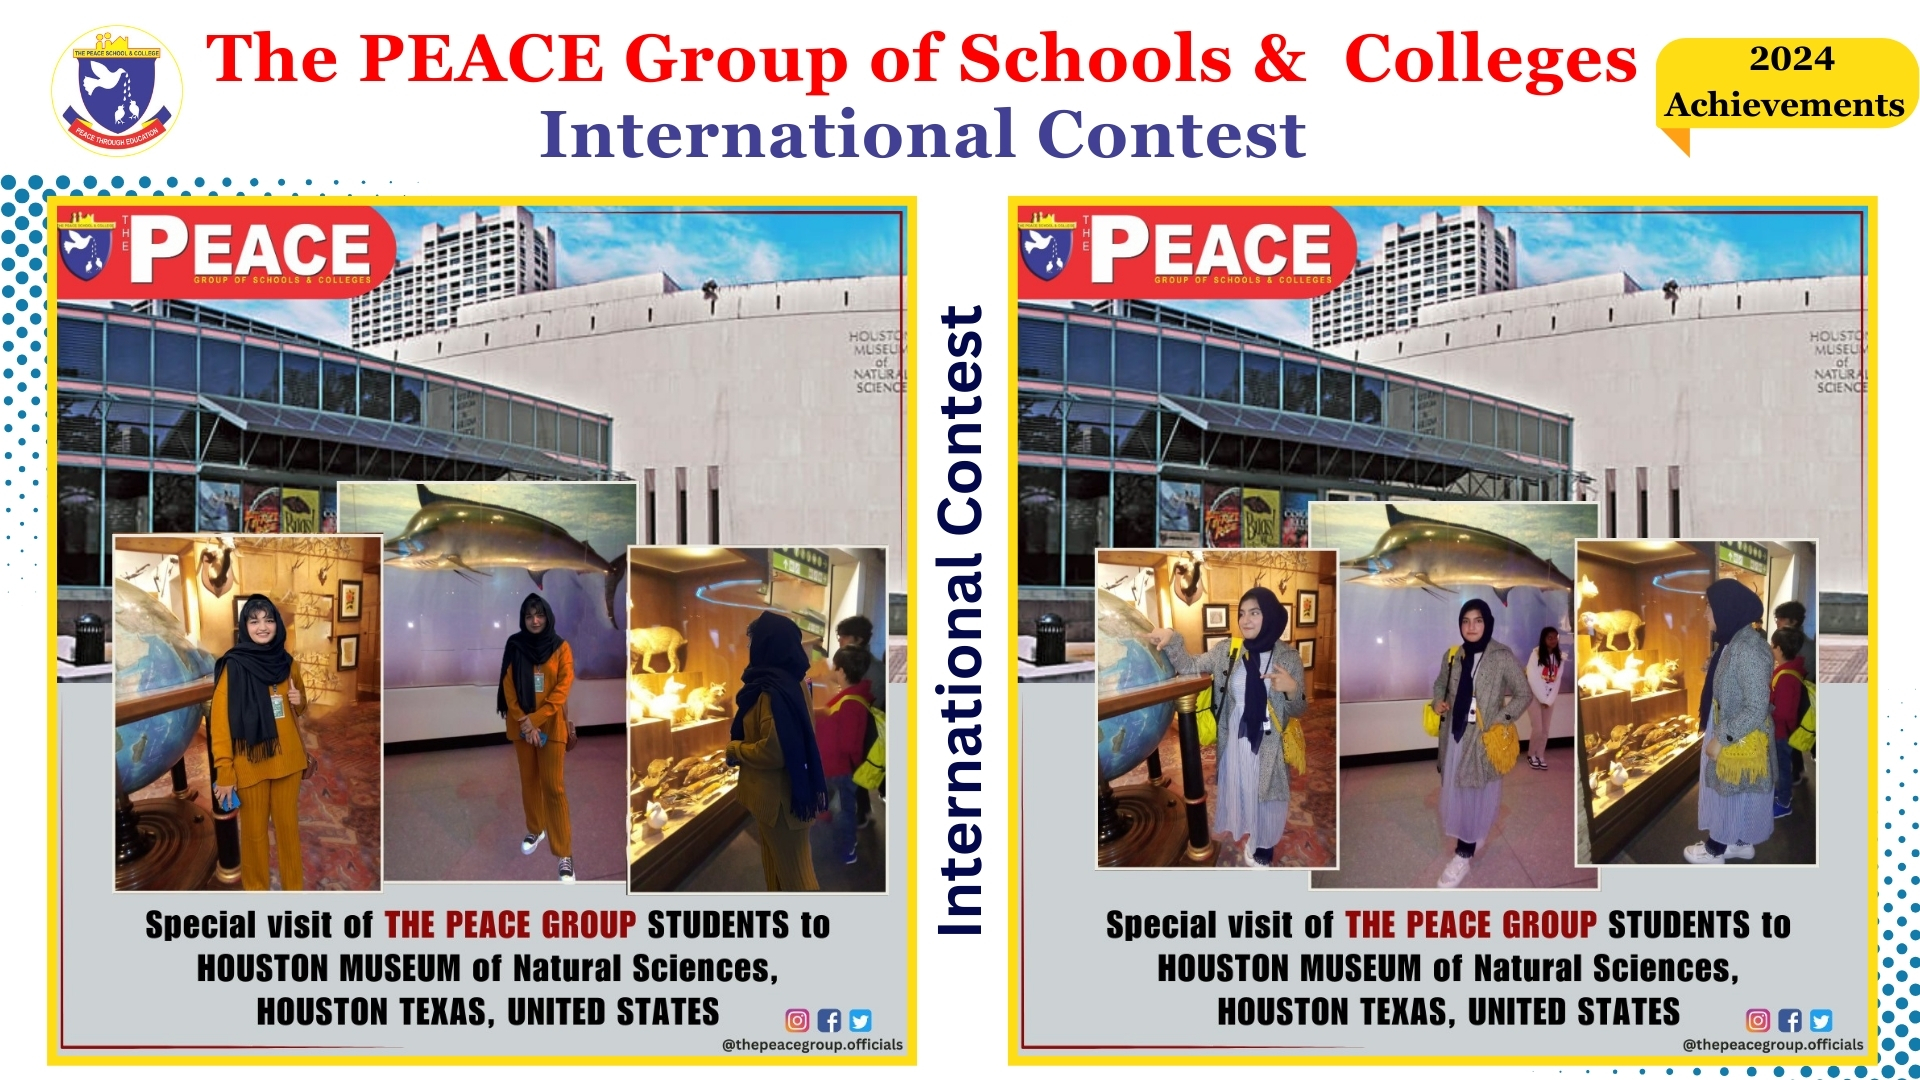 THE PEACE SCHOOL & COLLEGE
PEACE THROUGH EDUCATION
The PEACE Group of Schools & Colleges
International Contest
2024
Achievements
THE PEACE
GROUP OF SCHOOLS & COLLEGES
HOUSTON
MUSEUM
of
NATURAL
SCIENCE
Bugs!
Special visit of THE PEACE GROUP STUDENTS to
HOUSTON MUSEUM of Natural Sciences,
HOUSTON TEXAS, UNITED STATES
@thepeacegroup.officials
International Contest
THE PEACE
GROUP OF SCHOOLS & COLLEGES
HOUSTON
MUSEUM
of
NATURAL
SCIENCE
Bugs!
Special visit of THE PEACE GROUP STUDENTS to
HOUSTON MUSEUM of Natural Sciences,
HOUSTON TEXAS, UNITED STATES
@thepeacegroup.officials